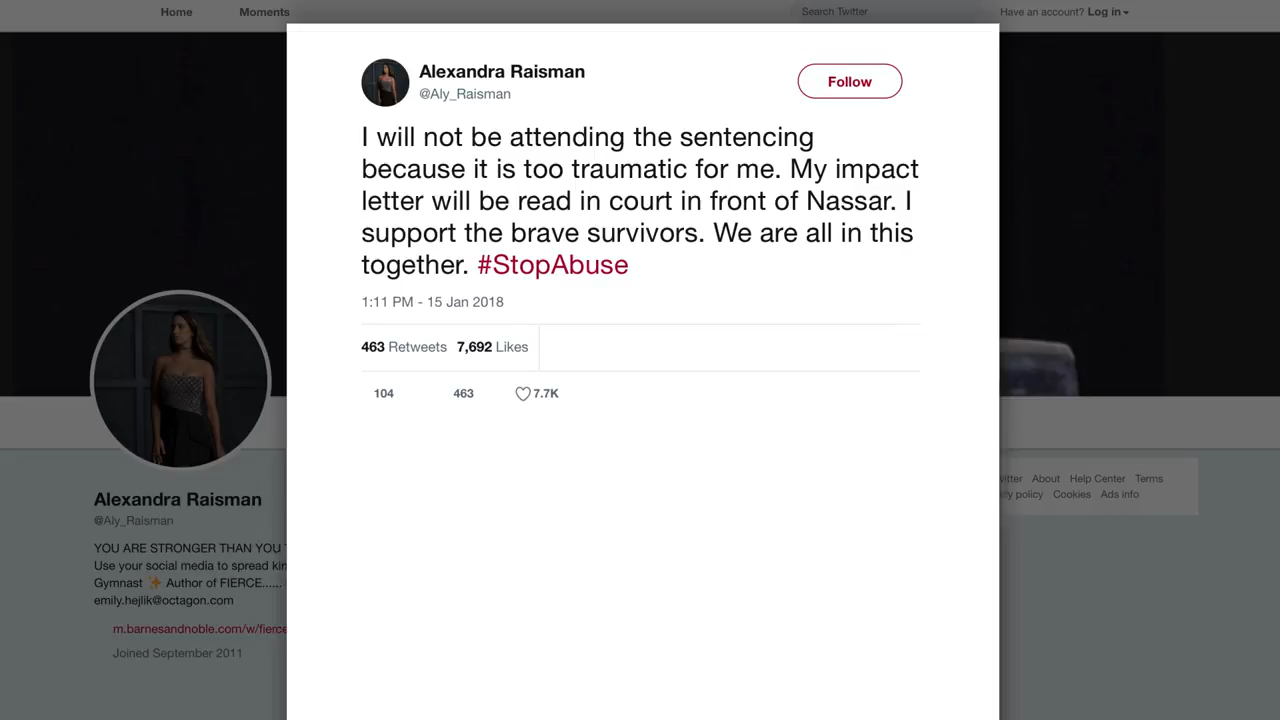 Home Moments Search Twitter Have an account? Log in
Alexandra Raisman
@Aly_Raisman
Follow
I will not be attending the sentencing
because it is too traumatic for me. My impact
letter will be read in court in front of Nassar. I
support the brave survivors. We are all in this
together. #StopAbuse
1:11 PM - 15 Jan 2018
463 Retweets 7,692 Likes
104 463 7.7K
Alexandra Raisman
@Aly_Raisman
YOU ARE STRONGER THAN YOU
Use your social media to spread
Gymnast ✨ Author of FIERCE......
emily.hejlik@octagon.com
m.barnesandnoble.com/w/fierce
Joined September 2011
About Help Center Terms
policy Cookies Ads info